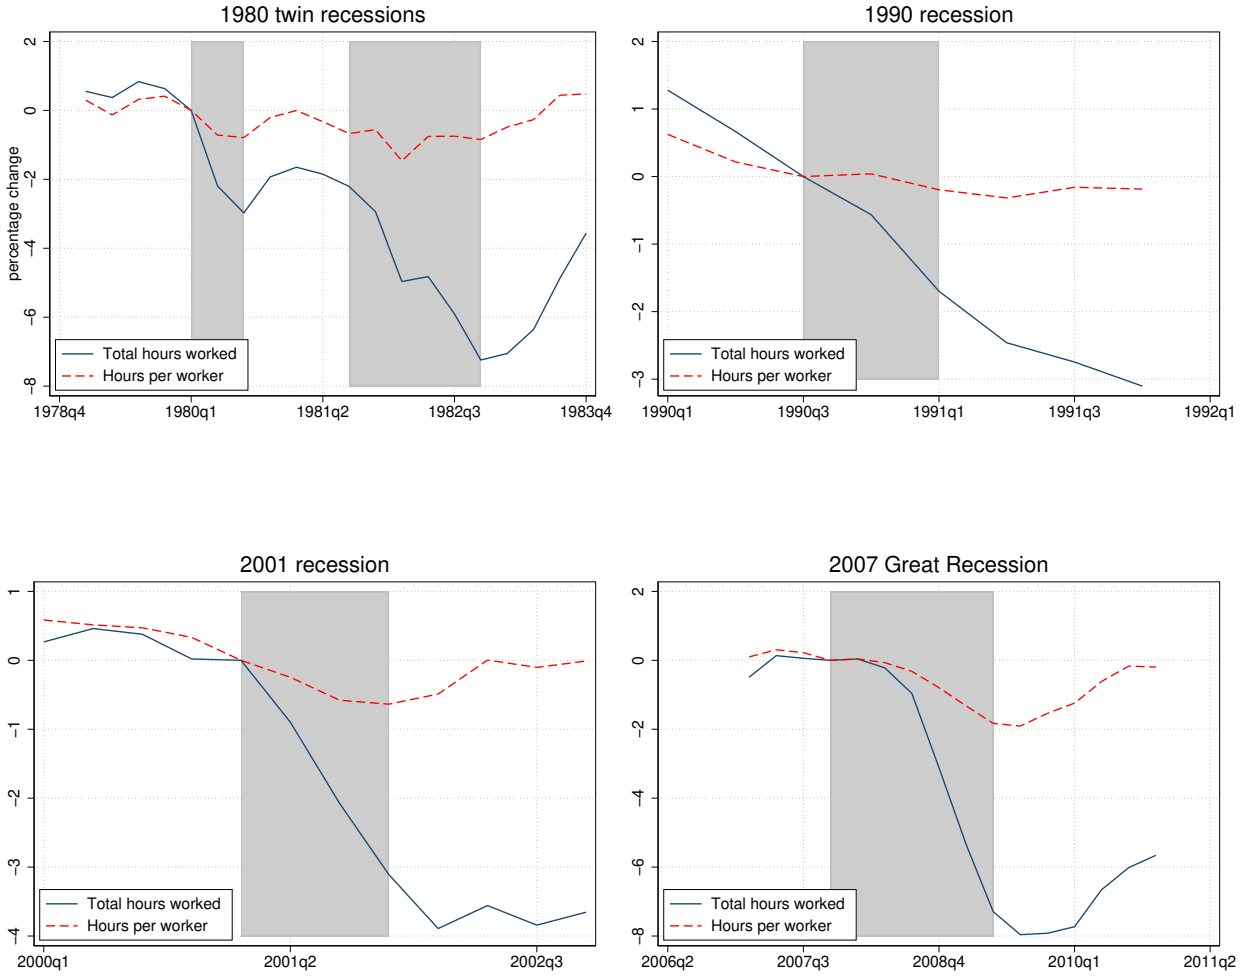 1980 twin recessions
percentage change
2
0
−2
−4
−6
−8
Total hours worked
Hours per worker
1978q4 1980q1 1981q2 1982q3 1983q4
1990 recession
2
1
0
−1
−2
−3
Total hours worked
Hours per worker
1990q1 1990q3 1991q1 1991q3 1992q1
2001 recession
1
0
−1
−2
−3
−4
Total hours worked
Hours per worker
2000q1 2001q2 2002q3
2007 Great Recession
2
0
−2
−4
−6
−8
Total hours worked
Hours per worker
2006q2 2007q3 2008q4 2010q1 2011q2